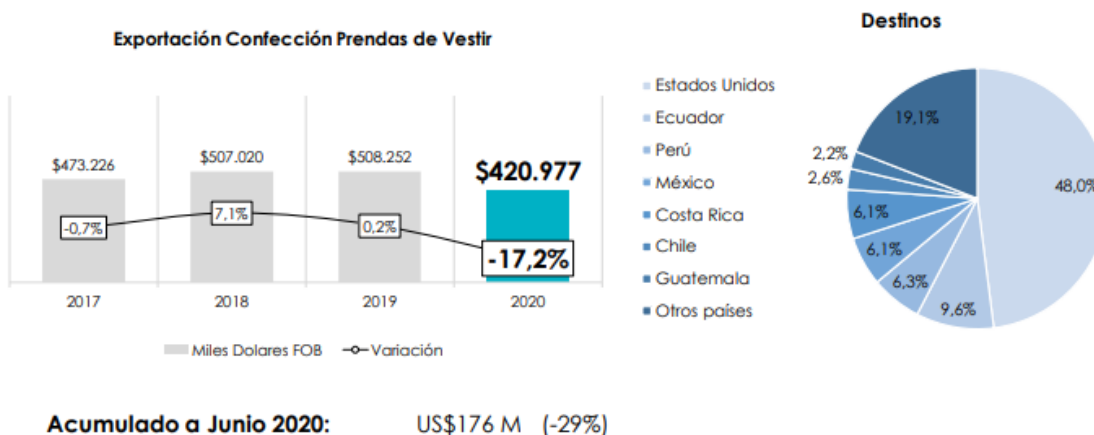 Exportación Confección Prendas de Vestir
$473.226
$507.020
$508.252
$420.977
-0,7%
7,1%
0,2%
-17,2%
2017
2018
2019
2020
Miles Dolares FOB
Variación
Destinos
Estados Unidos
Ecuador
Perú
México
Costa Rica
Chile
Guatemala
Otros países
48,0%
9,6%
6,3%
6,1%
6,1%
2,6%
2,2%
19,1%
Acumulado a Junio 2020: US$176 M (-29%)